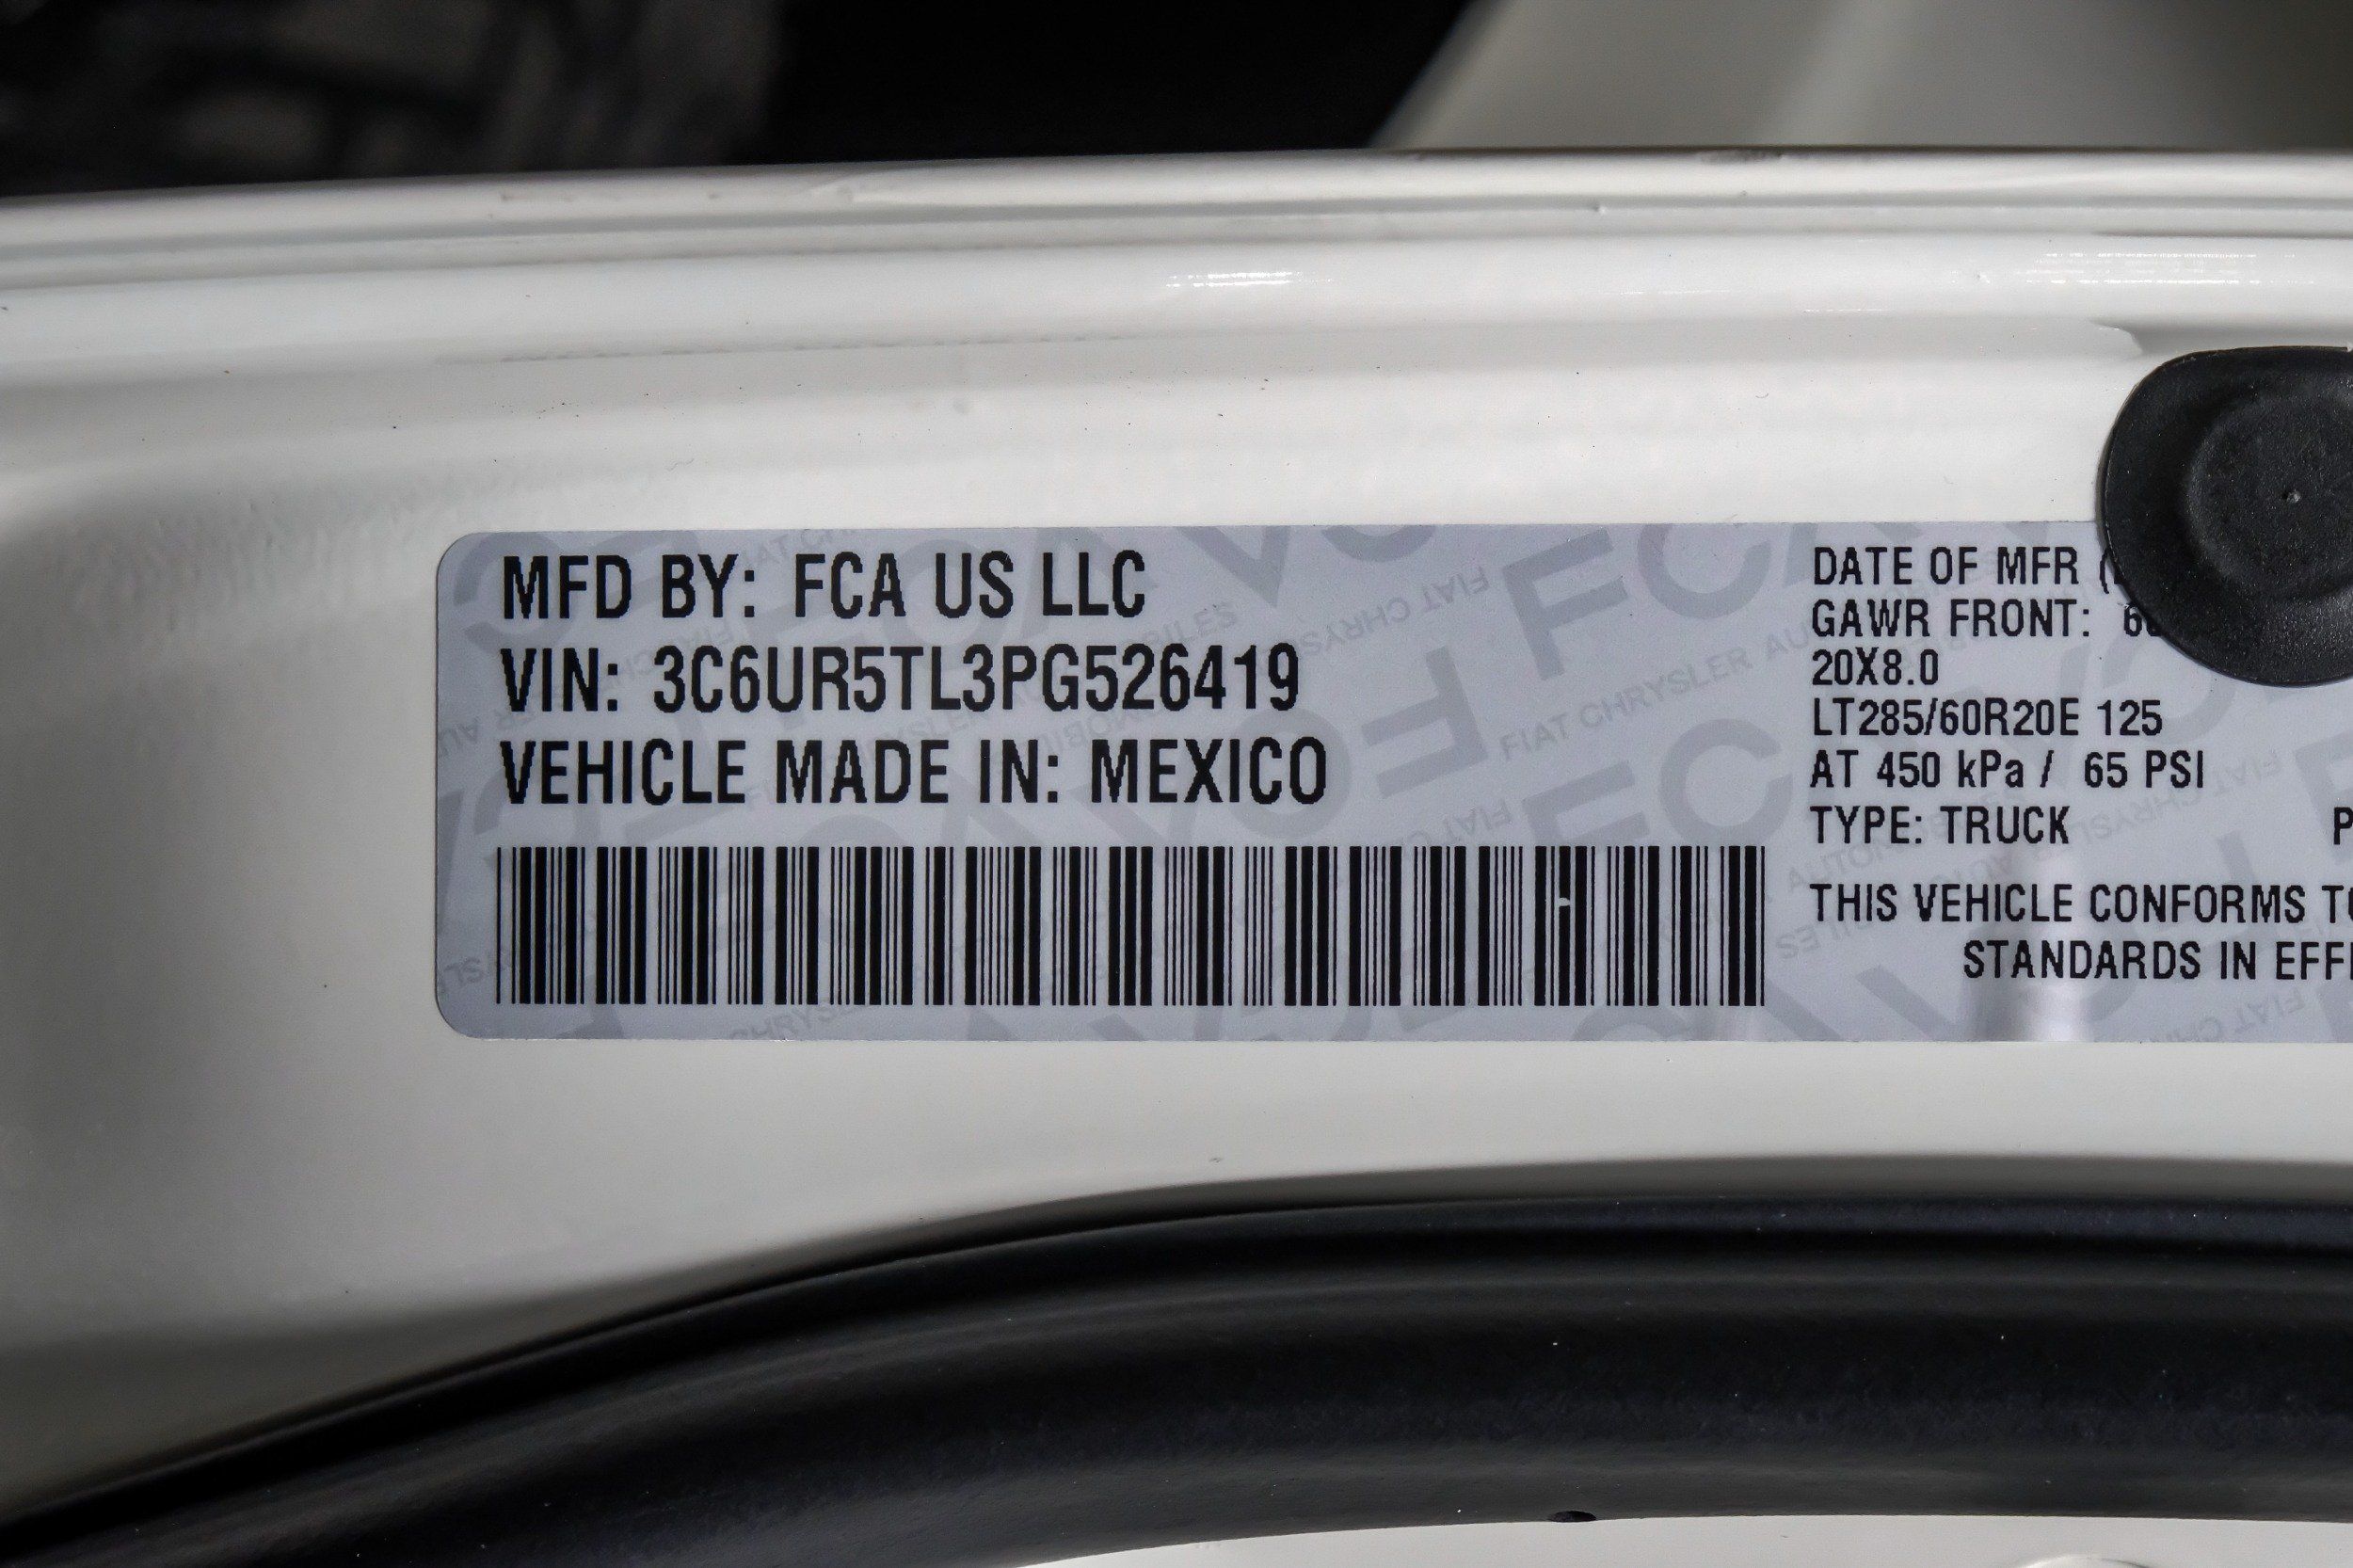 MFD BY: FCA US LLC
VIN: 3C6UR5TL3PG526419
VEHICLE MADE IN: MEXICO
DATE OF MFR
GAWR FRONT:
20X8.0
LT285/60R20E 125
AT 450 kPa / 65 PSI
TYPE: TRUCK
THIS VEHICLE CONFORMS
STANDARDS IN